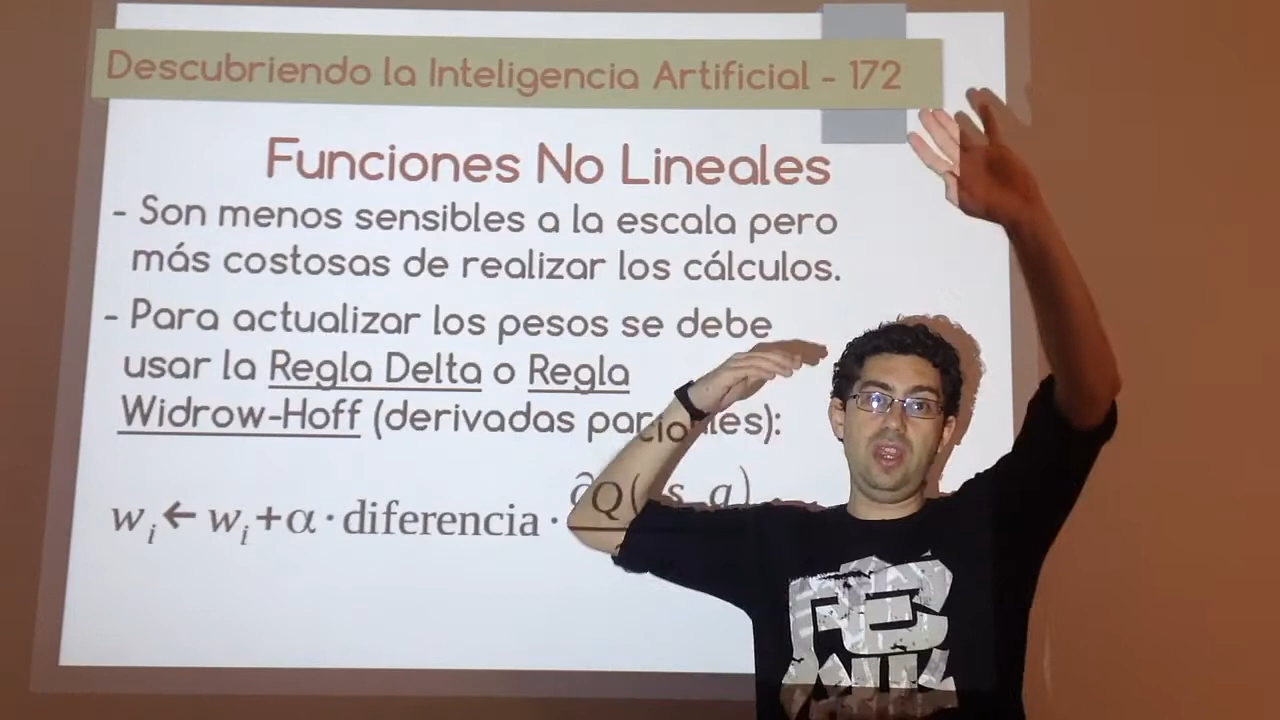 Descubriendo la Inteligencia Artificial - 172
Funciones No Lineales
- Son menos sensibles a la escala pero
más costosas de realizar los cálculos.
- Para actualizar los pesos se debe
usar la Regla Delta o Regla
Widrow-Hoff (derivadas parciales):
wᵢ ← wᵢ + α · diferencia · ∂Q(s, a)